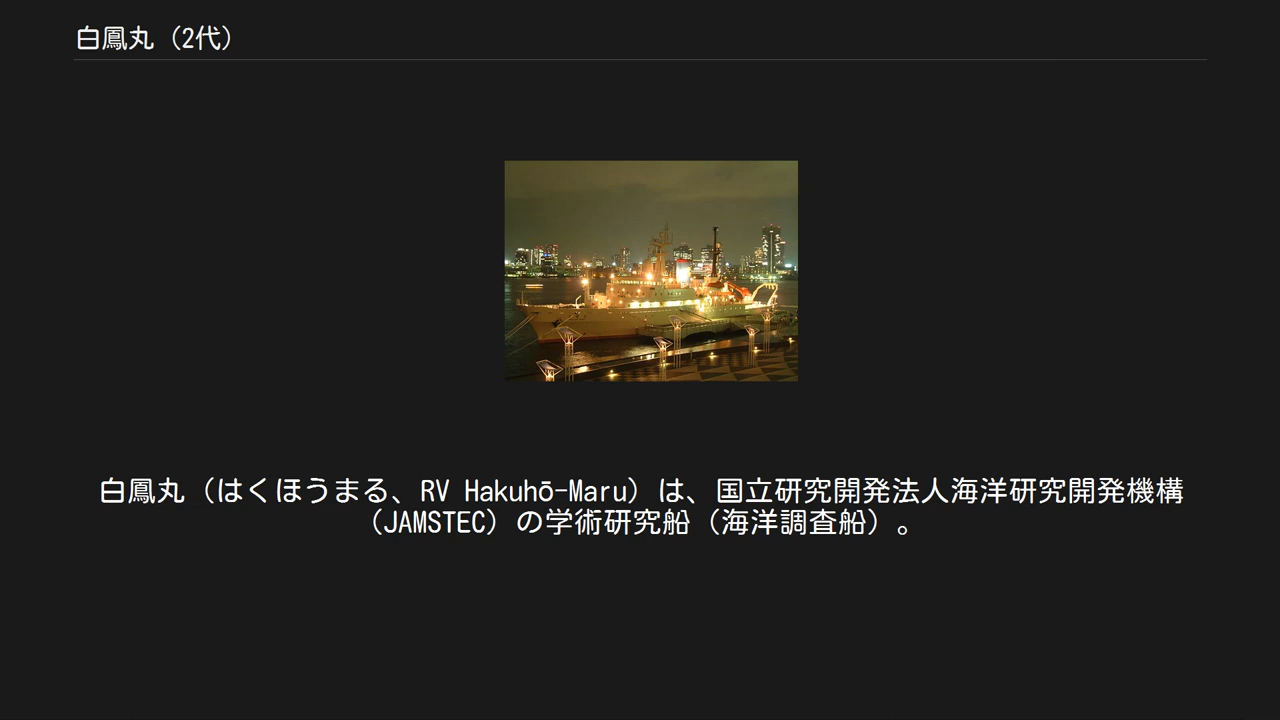 白鳳丸（2代）
白鳳丸（はくほうまる、RV Hakuhō-Maru）は、国立研究開発法人海洋研究開発機構
（JAMSTEC）の学術研究船（海洋調査船）。